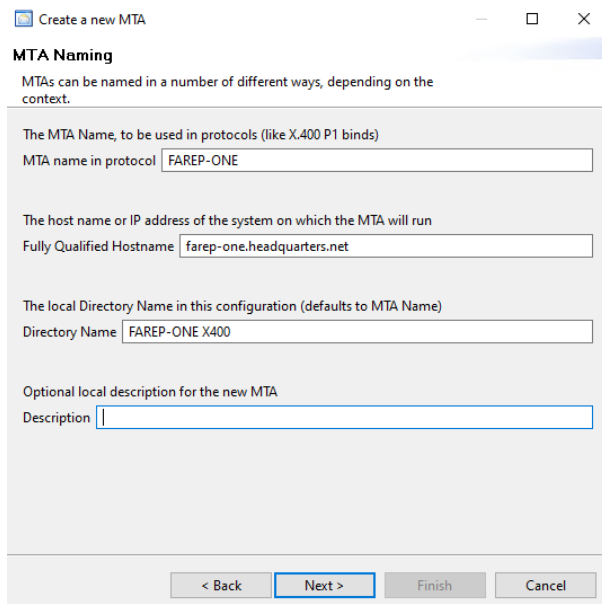 Create a new MTA
MTA Naming
MTAs can be named in a number of different ways, depending on the
context.
The MTA Name, to be used in protocols (like X.400 P1 binds)
MTA name in protocol FAREP-ONE
The host name or IP address of the system on which the MTA will run
Fully Qualified Hostname farep-one.headquarters.net
The local Directory Name in this configuration (defaults to MTA Name)
Directory Name FAREP-ONE X400
Optional local description for the new MTA
Description
< Back Next > Finish Cancel